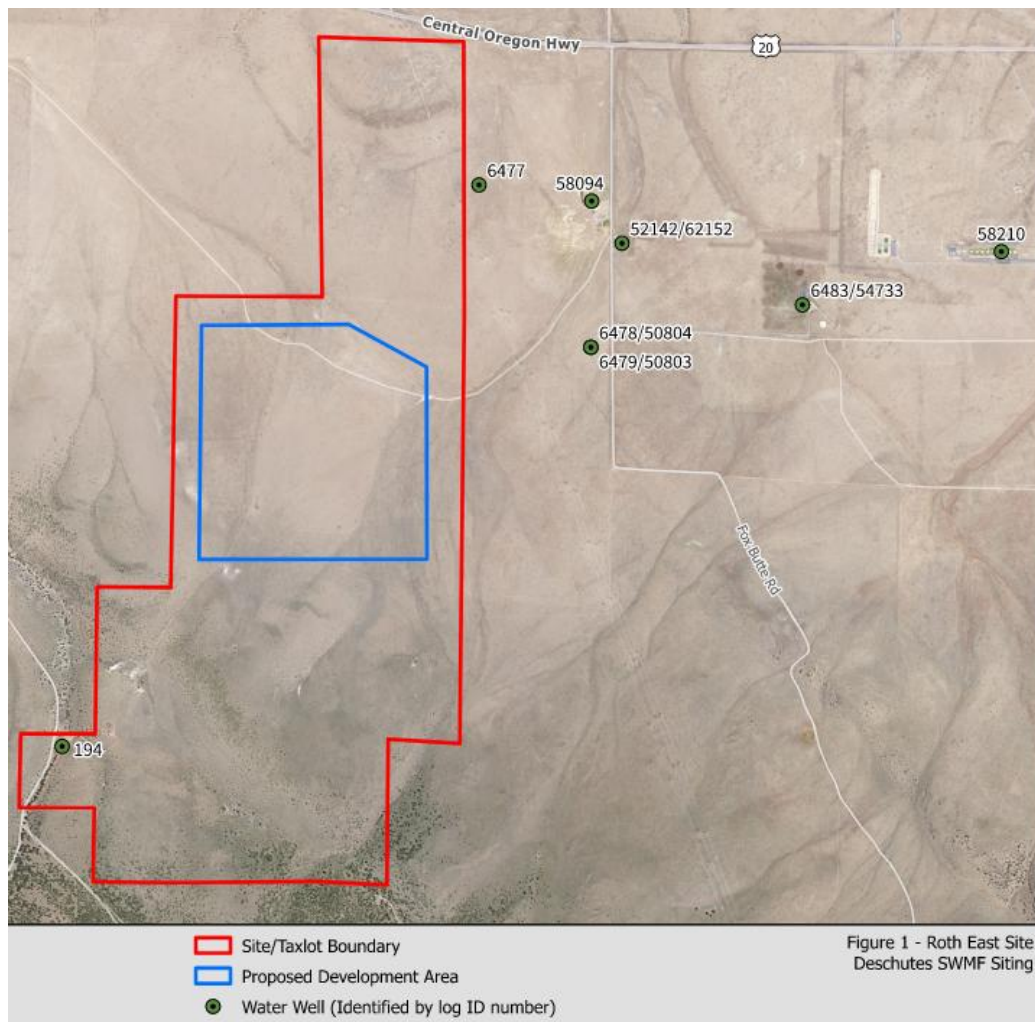 Central Oregon Hwy
20
6477
58094
52142/62152
58210
6483/54733
6478/50804
6479/50803
Fox Butte Rd
194
Site/Taxlot Boundary
Proposed Development Area
Water Well (Identified by log ID number)
Figure 1 - Roth East Site
Deschutes SWMF Siting